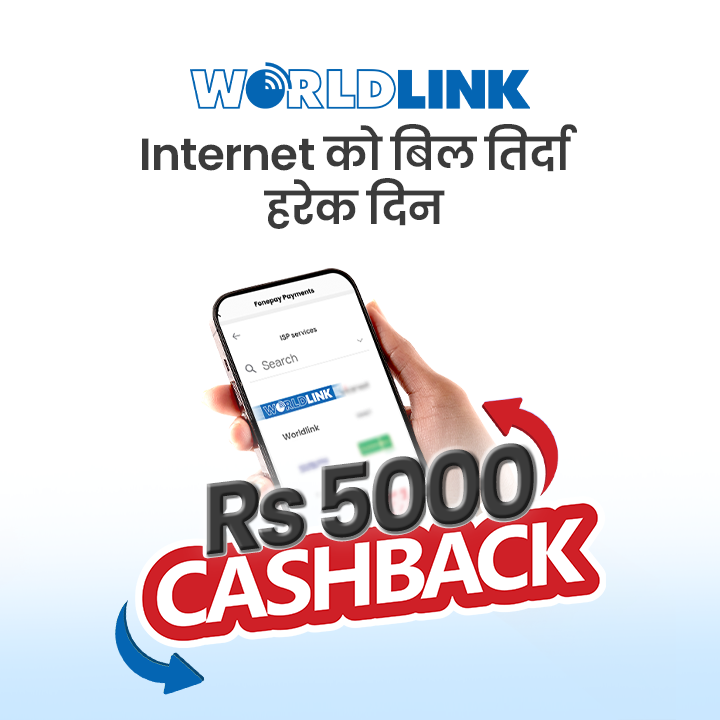 WORLDLINK
Internet को बिल तिर्दा
हरेक दिन
Fonepay Payments
ISP services
Search
WORLDLINK
Worldlink
Rs 5000
CASHBACK